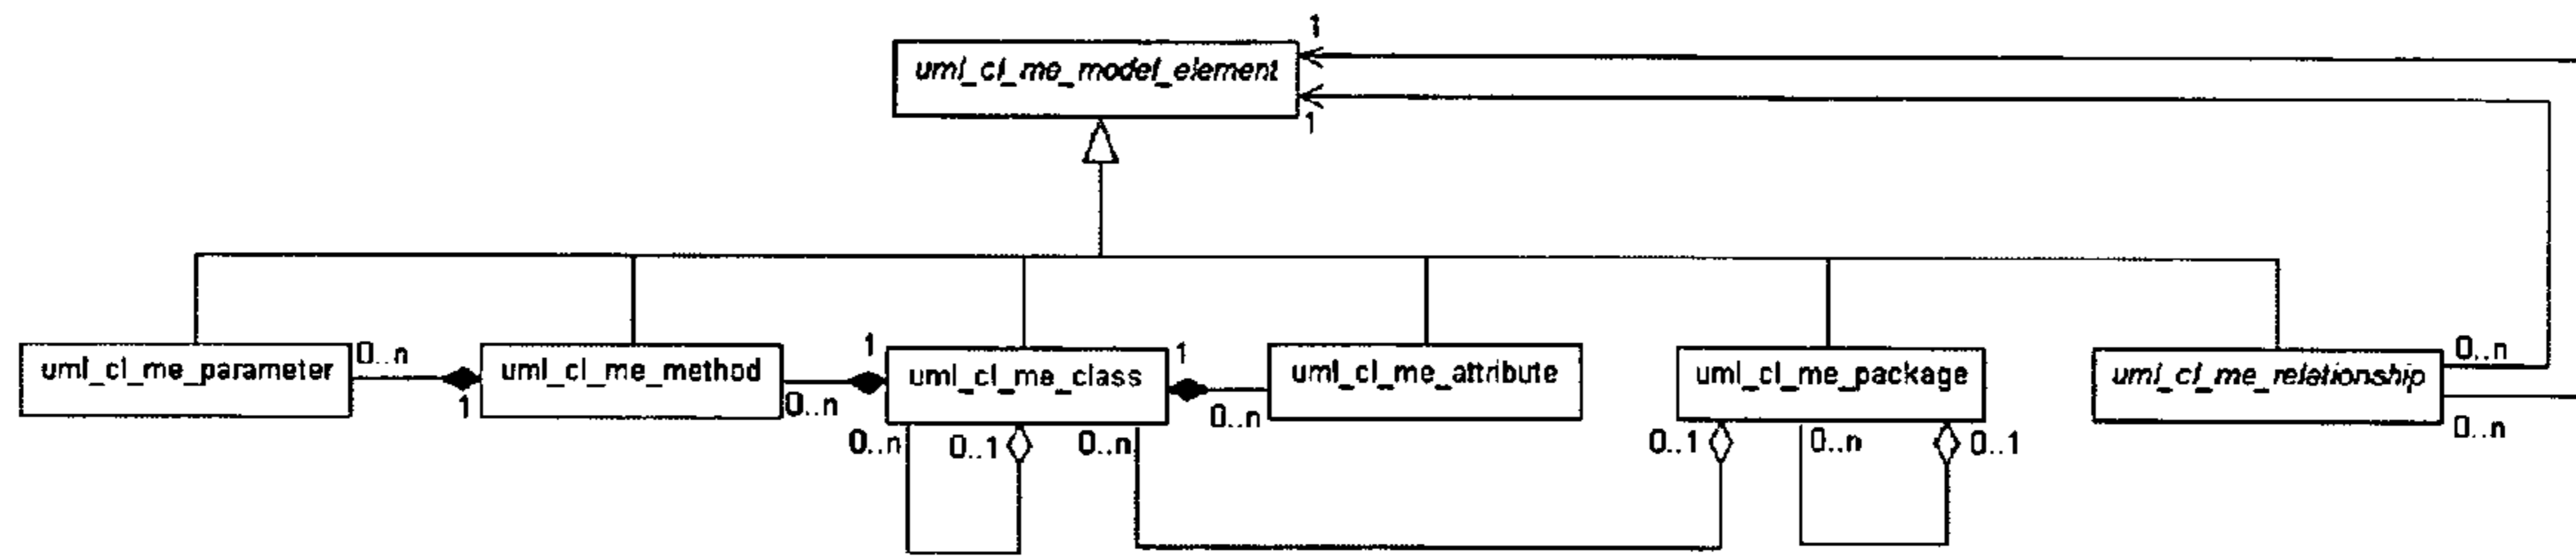 1
uml_cl_me_model_element
1
0..n
uml_cl_me_parameter
1
uml_cl_me_method
0..n
1
uml_cl_me_class
1
0..n
uml_cl_me_attribute
uml_cl_me_package
uml_cl_me_relationship
0..n
0..n
0..n
0..1
0..n
0..1
0..n
0..1